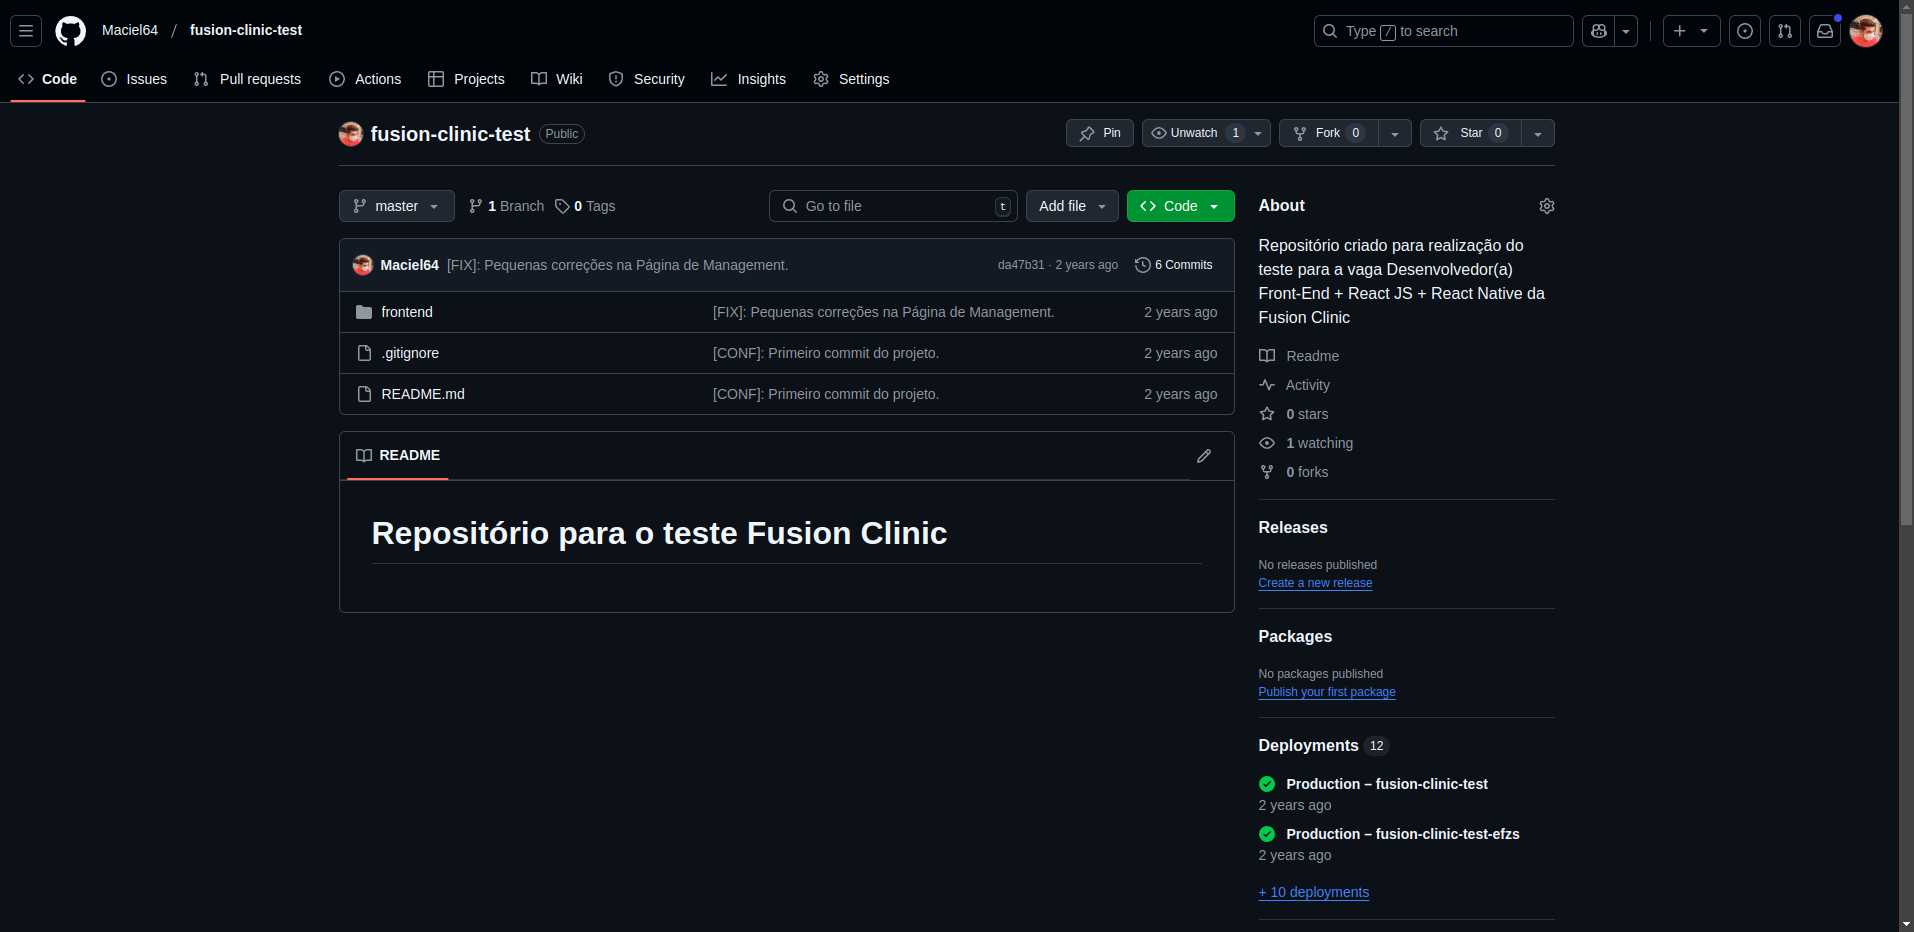 Maciel64 / fusion-clinic-test
Type / to search
Code Issues Pull requests Actions Projects Wiki Security Insights Settings
fusion-clinic-test Public
Pin Unwatch 1 Fork 0 Star 0
master 1 Branch 0 Tags
Go to file t Add file Code
Maciel64 [FIX]: Pequenas correções na Página de Management. da47b31 · 2 years ago 6 Commits
frontend [FIX]: Pequenas correções na Página de Management. 2 years ago
.gitignore [CONF]: Primeiro commit do projeto. 2 years ago
README.md [CONF]: Primeiro commit do projeto. 2 years ago
README
Repositório para o teste Fusion Clinic
About
Repositório criado para realização do
teste para a vaga Desenvolvedor(a)
Front-End + React JS + React Native da
Fusion Clinic
Readme
Activity
0 stars
1 watching
0 forks
Releases
No releases published
Create a new release
Packages
No packages published
Publish your first package
Deployments 12
Production – fusion-clinic-test
2 years ago
Production – fusion-clinic-test-efzs
2 years ago
+ 10 deployments